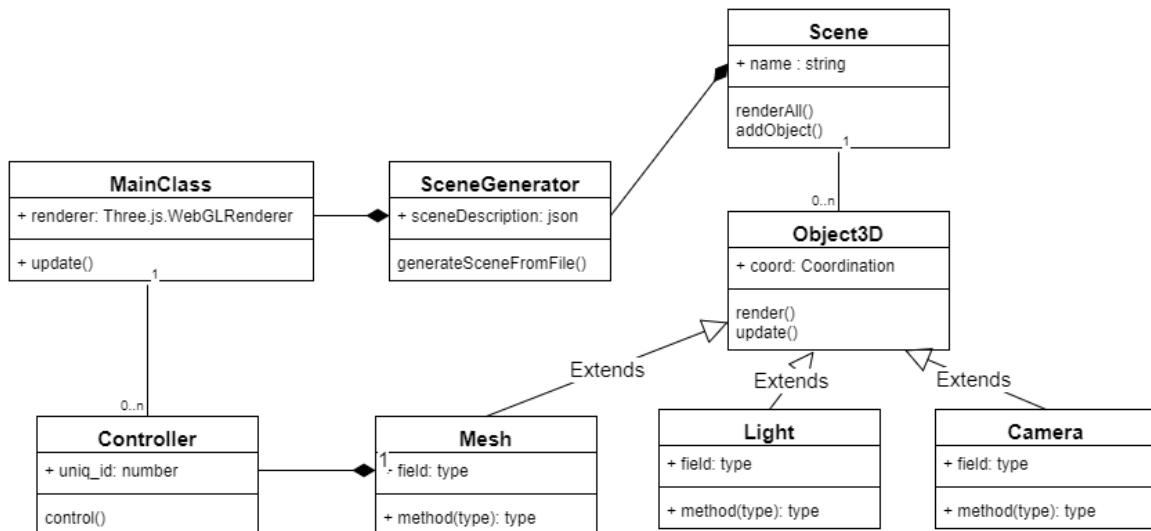 Scene
+ name : string
renderAll()
addObject()
1
0..n
MainClass
+ renderer: Three.js.WebGLRenderer
+ update()
1
SceneGenerator
+ sceneDescription: json
generateSceneFromFile()
Object3D
+ coord: Coordination
render()
update()
Extends
Extends
Extends
0..n
Controller
+ uniq_id: number
control()
1
Mesh
- field: type
+ method(type): type
Light
+ field: type
+ method(type): type
Camera
+ field: type
+ method(type): type